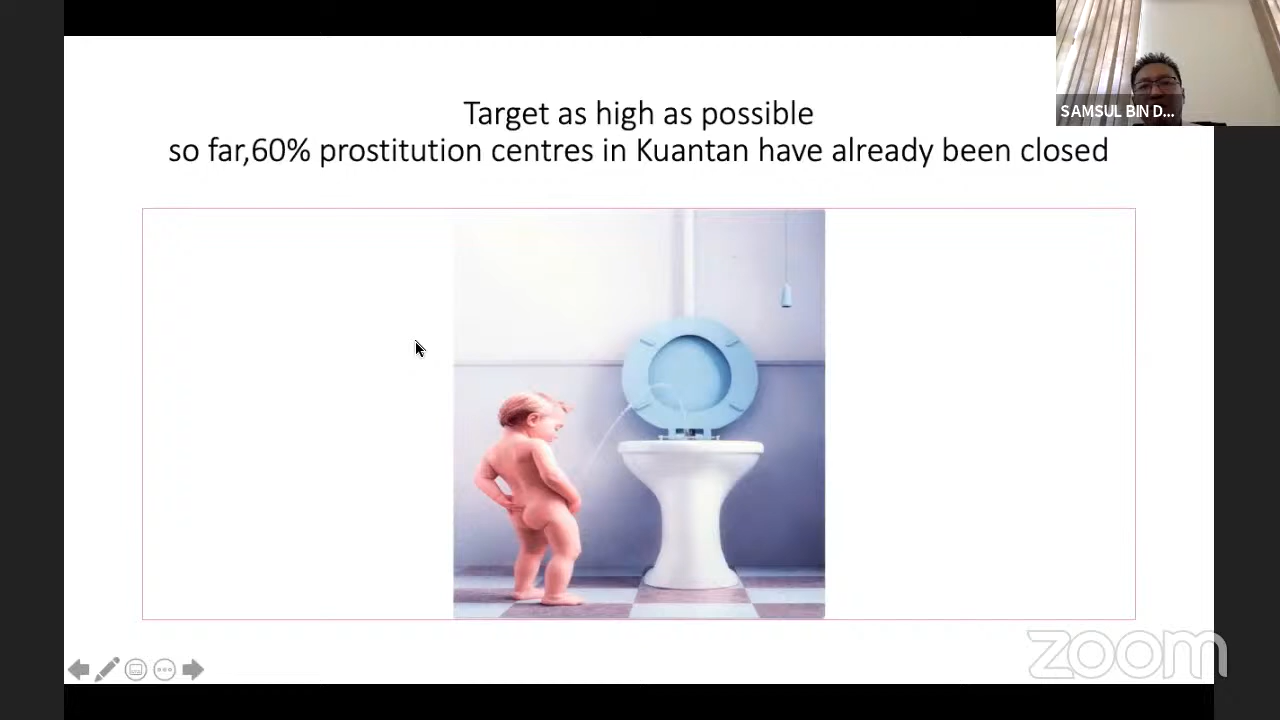 SAMSUL BIN D...
Target as high as possible
so far,60% prostitution centres in Kuantan have already been closed
zoom